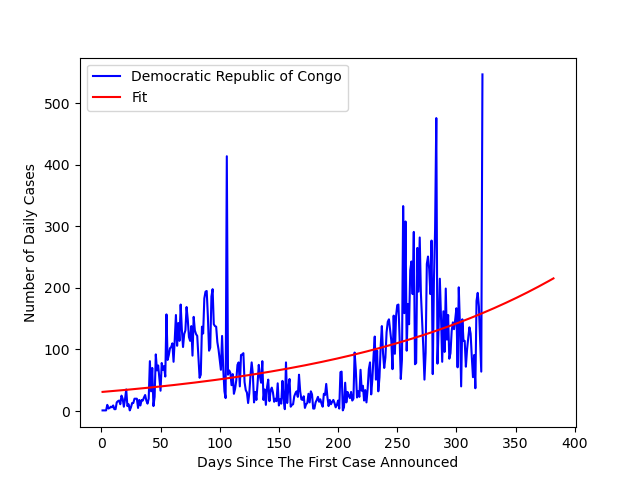 Democratic Republic of Congo
Fit
Number of Daily Cases
500
400
300
200
100
0
0 50 100 150 200 250 300 350 400
Days Since The First Case Announced